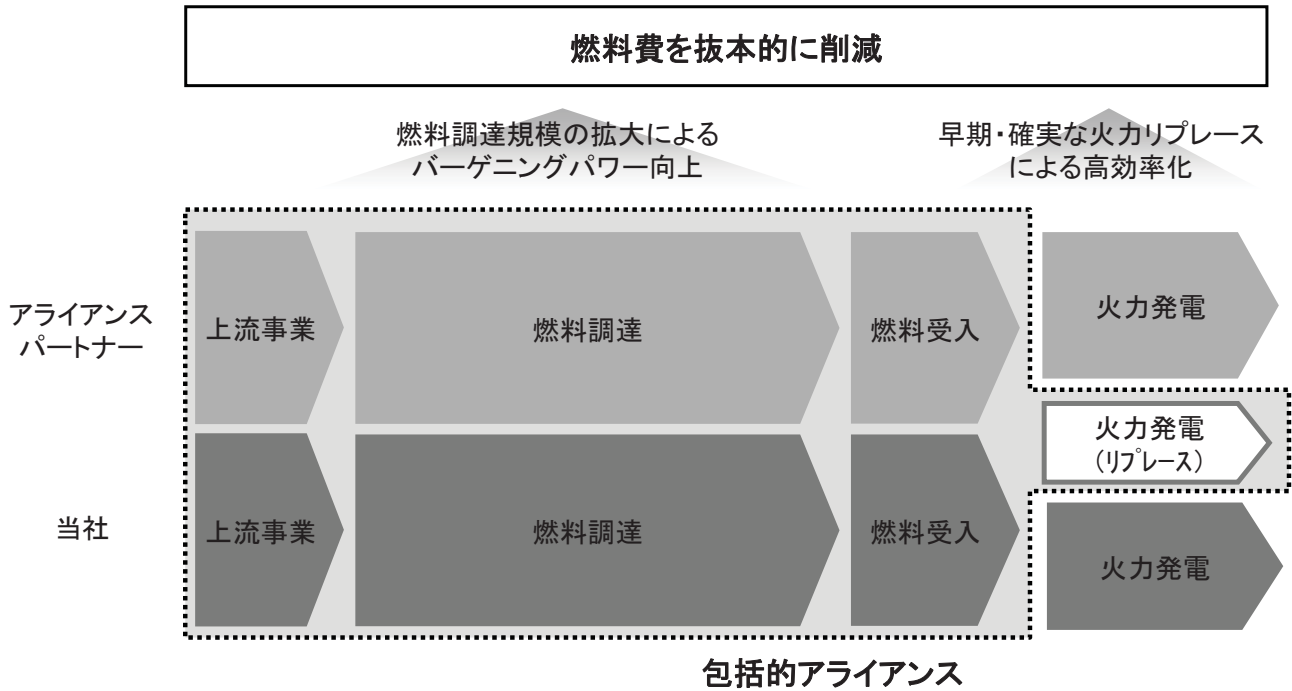 燃料費を抜本的に削減
燃料調達規模の拡大による
バーゲニングパワー向上
早期・確実な火力リプレース
による高効率化
アライアンス
パートナー
上流事業
燃料調達
燃料受入
火力発電
火力発電
(リプレース)
当社
上流事業
燃料調達
燃料受入
火力発電
包括的アライアンス